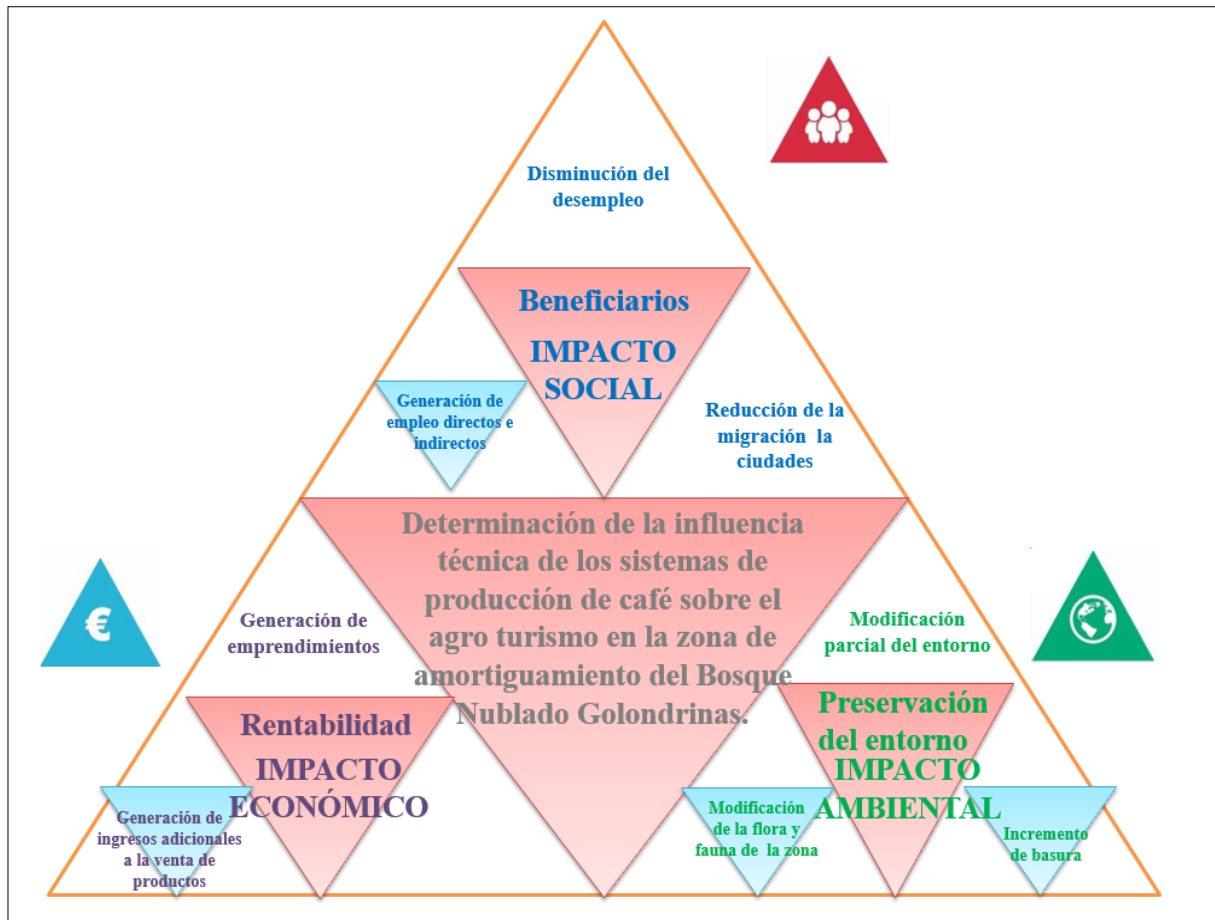 Disminución del
desempleo
Beneficiarios
IMPACTO
SOCIAL
Generación de
empleo directos e
indirectos
Reducción de la
migración la
ciudades
Determinación de la influencia
técnica de los sistemas de
producción de café sobre el
agro turismo en la zona de
amortiguamiento del Bosque
Nublado Golondrinas.
€
Generación de
emprendimientos
Rentabilidad
IMPACTO
ECONÓMICO
Generación de
ingresos adicionales
a la venta de
productos
Modificación
parcial del entorno
Preservación
del entorno
IMPACTO
AMBIENTAL
Modificación
de la flora y
fauna de la zona
Incremento
de basura